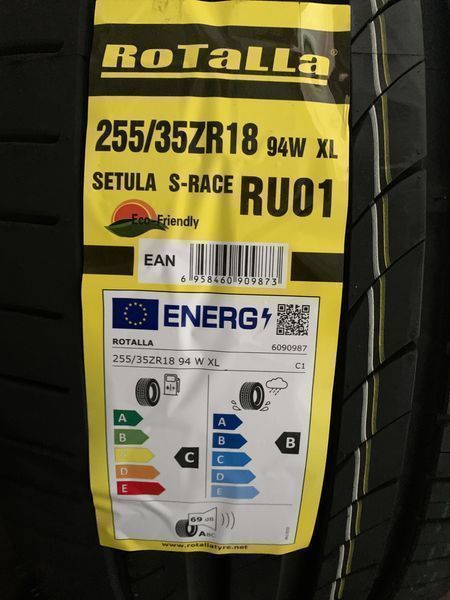 RoTaLLa®
255/35ZR18 94W XL
SETULA S-RACE RU01
Eco-Friendly
EAN
6 958460 909873
ENERG
ROTALLA 6090987
255/35ZR18 94 W XL C1
A A
B B B
C C C
D D
E E
69 dB
ABC
www.rotallatyre.net